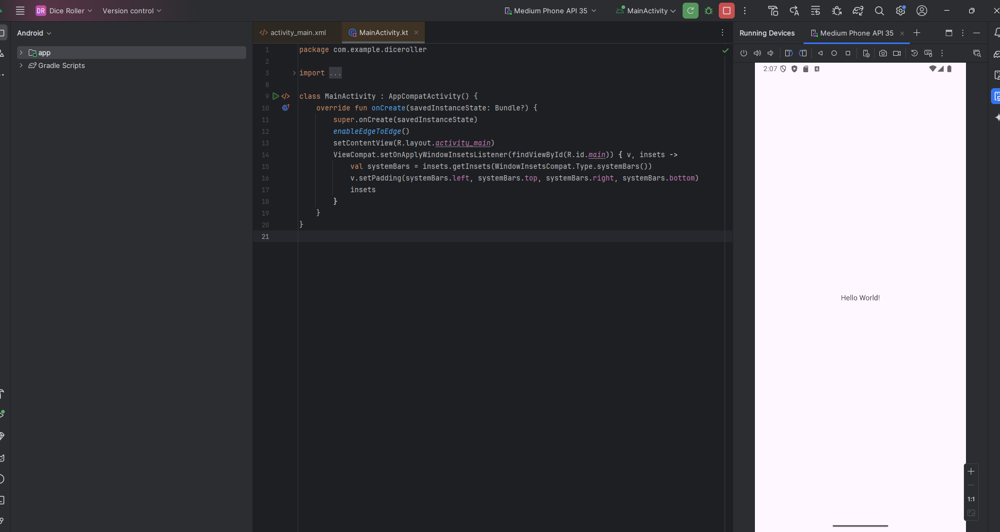 DR Dice Roller Version control Medium Phone API 35 MainActivity
Android
app
Gradle Scripts
activity_main.xml MainActivity.kt
1 package com.example.diceroller
2
3 import ...
8
9 class MainActivity : AppCompatActivity() {
10 override fun onCreate(savedInstanceState: Bundle?) {
11 super.onCreate(savedInstanceState)
12 enableEdgeToEdge()
13 setContentView(R.layout.activity_main)
14 ViewCompat.setOnApplyWindowInsetsListener(findViewById(R.id.main)) { v, insets ->
15 val systemBars = insets.getInsets(WindowInsetsCompat.Type.systemBars())
16 v.setPadding(systemBars.left, systemBars.top, systemBars.right, systemBars.bottom)
17 insets
18 }
19 }
20 }
21
Running Devices Medium Phone API 35
2:07
Hello World!
1:1